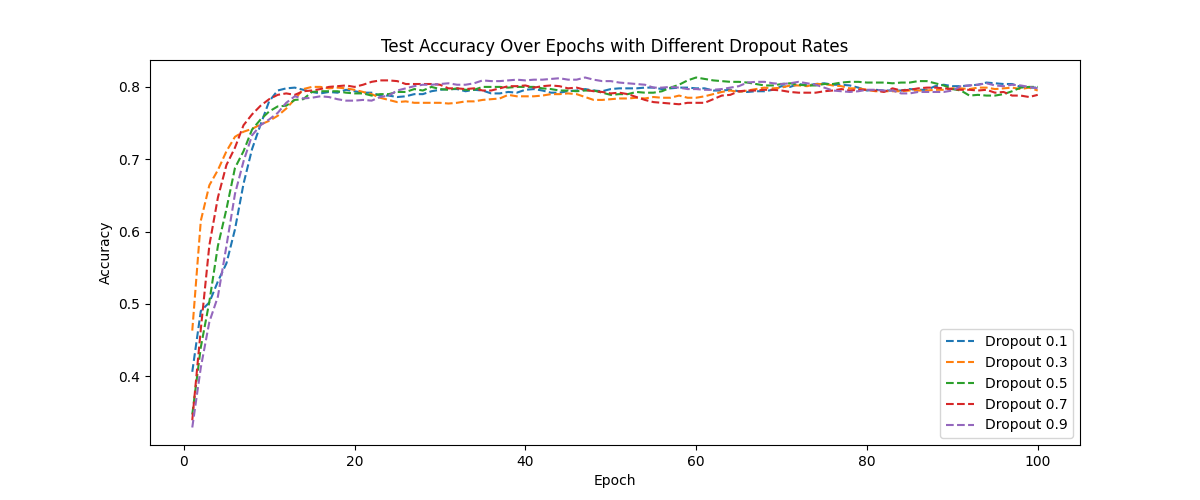 Test Accuracy Over Epochs with Different Dropout Rates
0.8
0.7
0.6
0.5
0.4
Accuracy
0
20
40
60
80
100
Epoch
Dropout 0.1
Dropout 0.3
Dropout 0.5
Dropout 0.7
Dropout 0.9